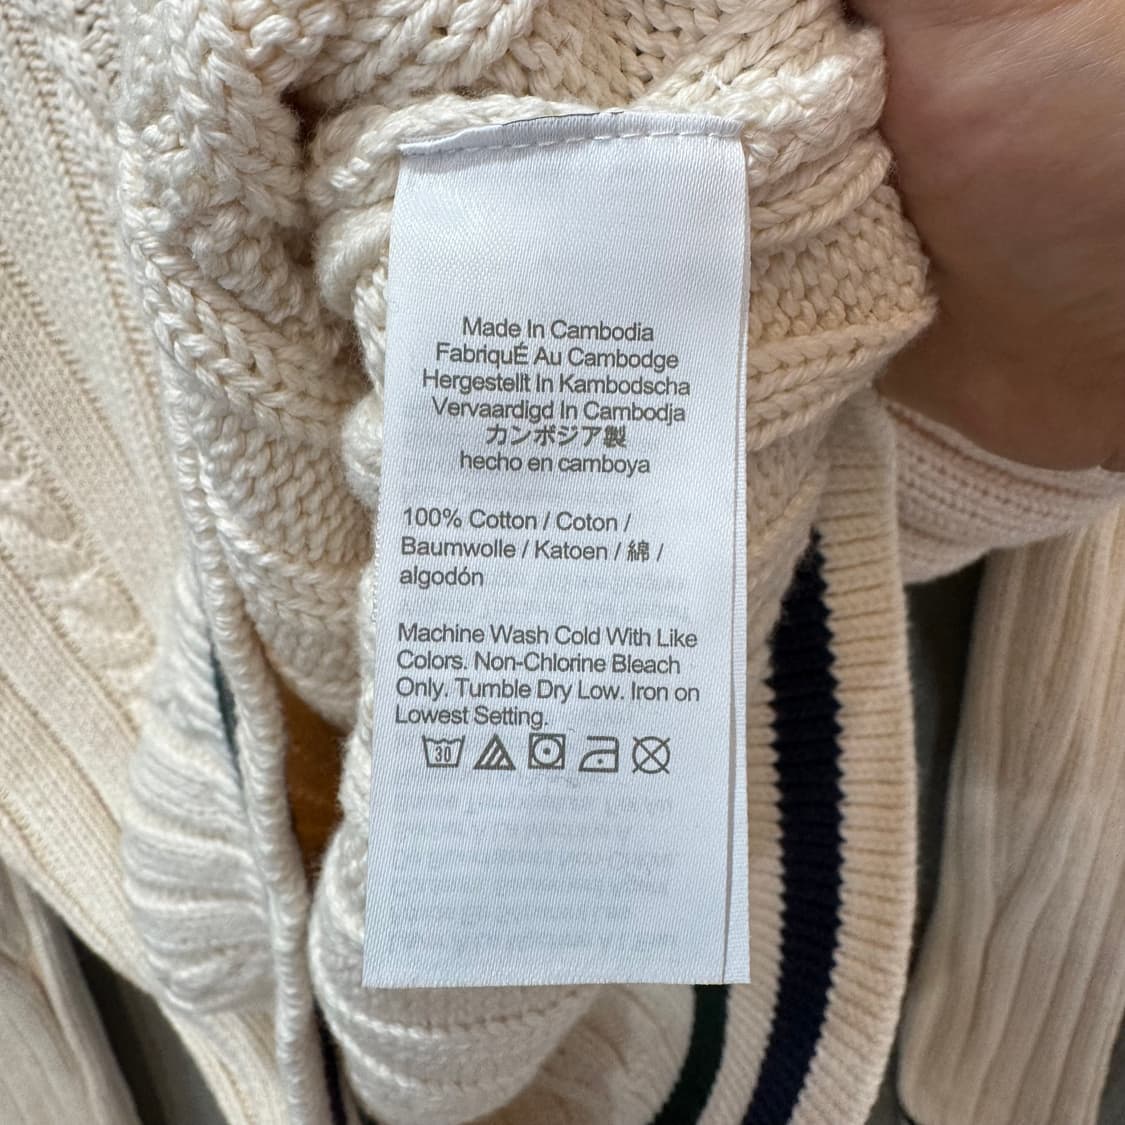 Made In Cambodia
FabriquÉ Au Cambodge
Hergestellt In Kambodscha
Vervaardigd In Cambodja
カンボジア製
hecho en camboya
100% Cotton / Coton /
Baumwolle / Katoen / 綿 /
algodón
Machine Wash Cold With Like
Colors. Non-Chlorine Bleach
Only. Tumble Dry Low. Iron on
Lowest Setting.
30